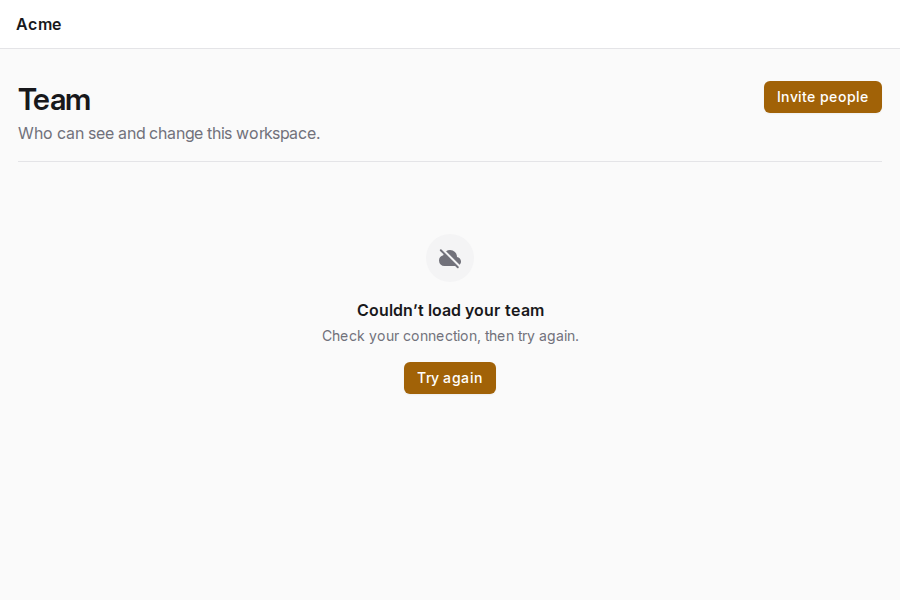 Acme
Team
Invite people
Who can see and change this workspace.
Couldn't load your team
Check your connection, then try again.
Try again